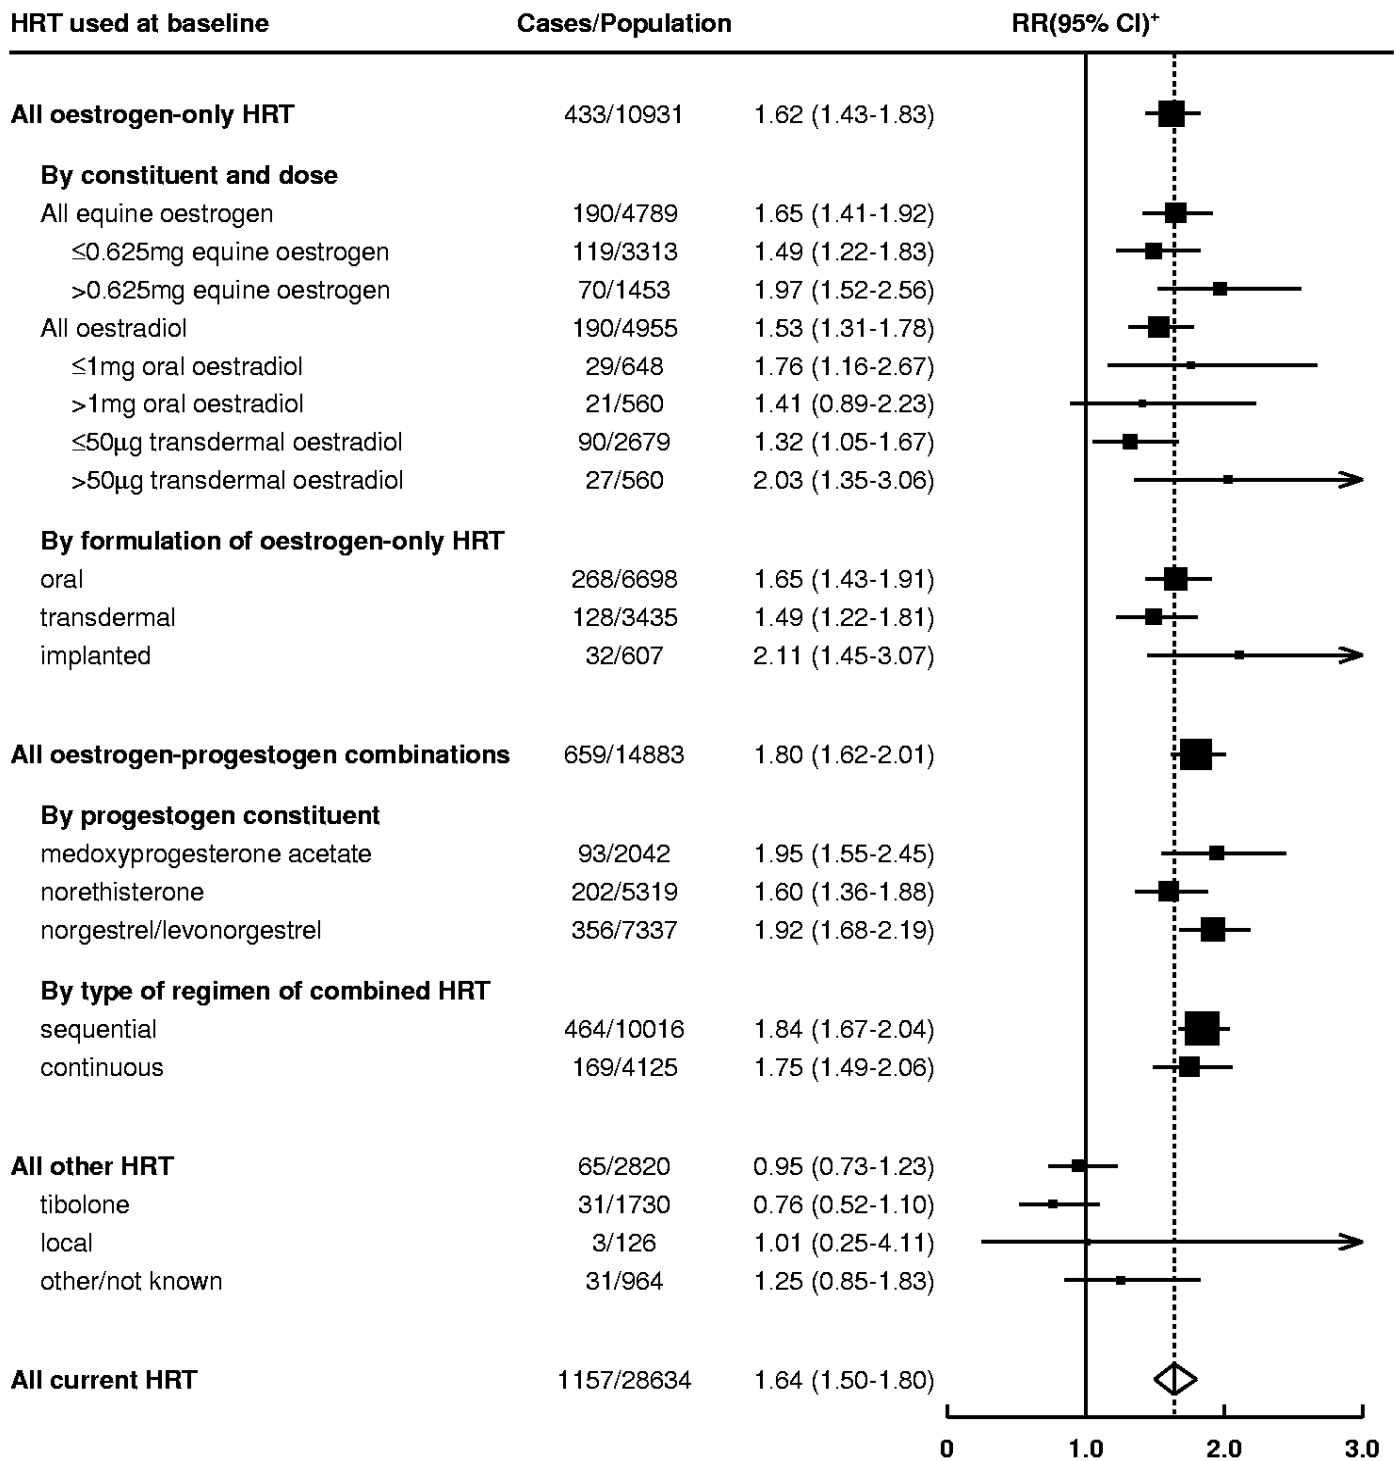 HRT used at baseline Cases/Population RR(95% CI)+
All oestrogen-only HRT 433/10931 1.62 (1.43-1.83)
By constituent and dose
All equine oestrogen 190/4789 1.65 (1.41-1.92)
≤0.625mg equine oestrogen 119/3313 1.49 (1.22-1.83)
>0.625mg equine oestrogen 70/1453 1.97 (1.52-2.56)
All oestradiol 190/4955 1.53 (1.31-1.78)
≤1mg oral oestradiol 29/648 1.76 (1.16-2.67)
>1mg oral oestradiol 21/560 1.41 (0.89-2.23)
≤50μg transdermal oestradiol 90/2679 1.32 (1.05-1.67)
>50μg transdermal oestradiol 27/560 2.03 (1.35-3.06)
By formulation of oestrogen-only HRT
oral 268/6698 1.65 (1.43-1.91)
transdermal 128/3435 1.49 (1.22-1.81)
implanted 32/607 2.11 (1.45-3.07)
All oestrogen-progestogen combinations 659/14883 1.80 (1.62-2.01)
By progestogen constituent
medoxyprogesterone acetate 93/2042 1.95 (1.55-2.45)
norethisterone 202/5319 1.60 (1.36-1.88)
norgestrel/levonorgestrel 356/7337 1.92 (1.68-2.19)
By type of regimen of combined HRT
sequential 464/10016 1.84 (1.67-2.04)
continuous 169/4125 1.75 (1.49-2.06)
All other HRT 65/2820 0.95 (0.73-1.23)
tibolone 31/1730 0.76 (0.52-1.10)
local 3/126 1.01 (0.25-4.11)
other/not known 31/964 1.25 (0.85-1.83)
All current HRT 1157/28634 1.64 (1.50-1.80)
0 1.0 2.0 3.0